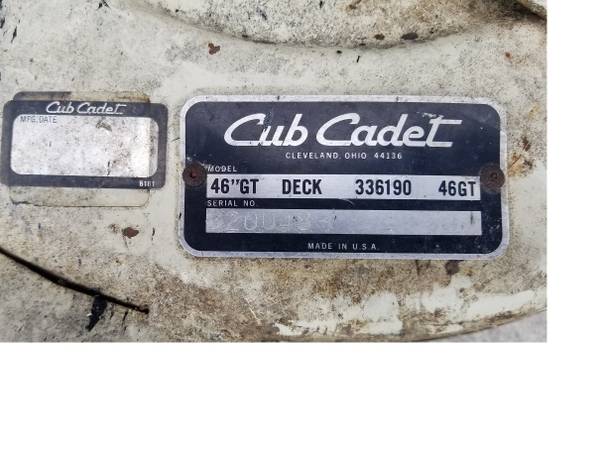 Cub Cadet
MFG. DATE
6161
Cub Cadet
CLEVELAND, OHIO 44136
MODEL
46"GT DECK 336190 46GT
SERIAL NO.
MADE IN U.S.A.